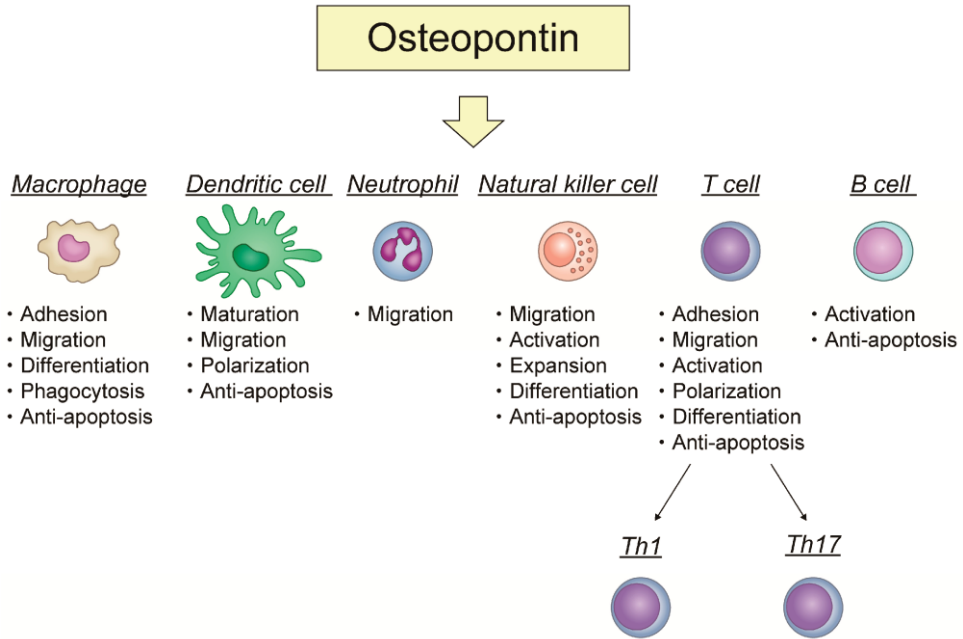 Osteopontin
Macrophage
・Adhesion
・Migration
・Differentiation
・Phagocytosis
・Anti-apoptosis
Dendritic cell
・Maturation
・Migration
・Polarization
・Anti-apoptosis
Neutrophil
・Migration
Natural killer cell
・Migration
・Activation
・Expansion
・Differentiation
・Anti-apoptosis
T cell
・Adhesion
・Migration
・Activation
・Polarization
・Differentiation
・Anti-apoptosis
B cell
・Activation
・Anti-apoptosis
Th1
Th17